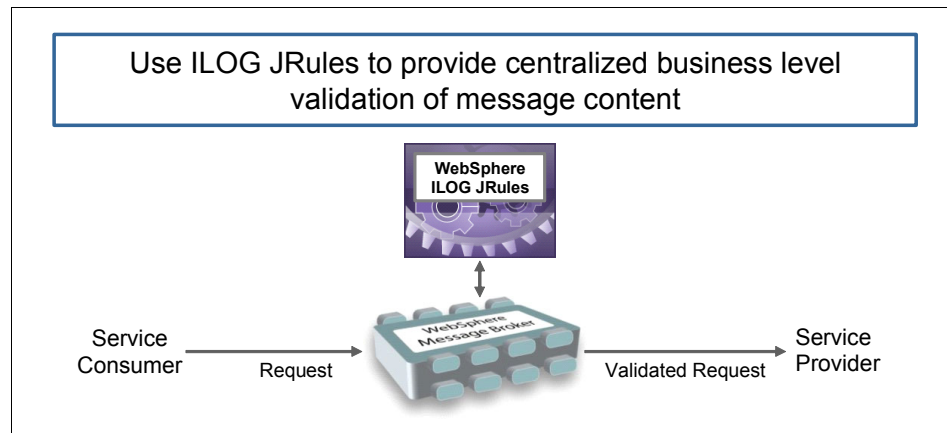 Use ILOG JRules to provide centralized business level
validation of message content
WebSphere
ILOG JRules
WebSphere
Message Broker
Service
Consumer
Request
Validated Request
Service
Provider